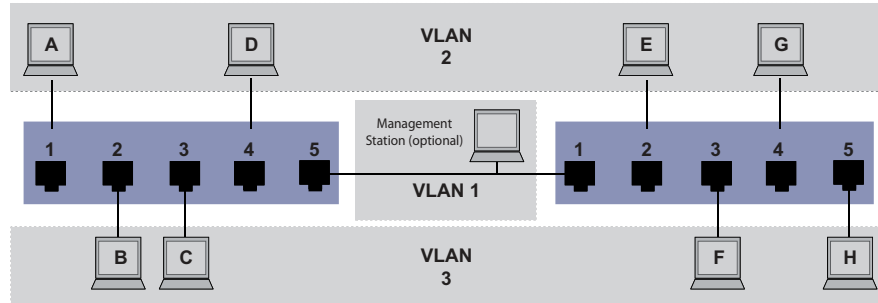 A
D
VLAN
2
E
G
1
2
3
4
5
Management
Station (optional)
VLAN 1
1
2
3
4
5
B
C
VLAN
3
F
H